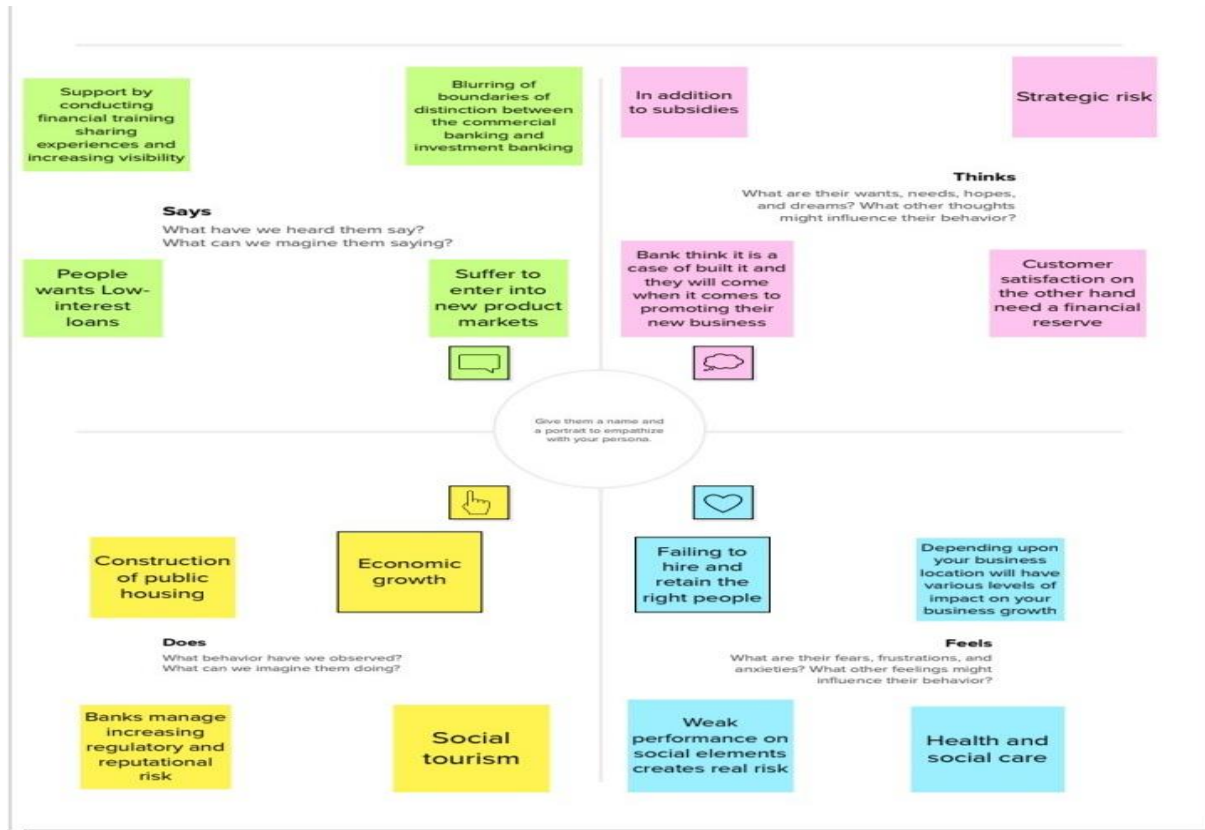 Support by
conducting
financial training
sharing
experiences and
increasing visibility
Blurring of
boundaries of
distinction between
the commercial
banking and
investment banking
Says
What have we heard them say?
What can we magine them saying?
People
wants Low-
interest
loans
Suffer to
enter into
new product
markets
In addition
to subsidies
Strategic risk
Thinks
What are their wants, needs, hopes,
and dreams? What other thoughts
might influence their behavior?
Bank think it is a
case of built it and
they will come
when it comes to
promoting their
new business
Customer
satisfaction on
the other hand
need a financial
reserve
Give them a name and
a portrait to empathize
with your persona.
Construction
of public
housing
Economic
growth
Does
What behavior have we observed?
What can we imagine them doing?
Banks manage
increasing
regulatory and
reputational
risk
Social
tourism
Failing to
hire and
retain the
right people
Depending upon
your business
location will have
various levels of
impact on your
business growth
Feels
What are their fears, frustrations, and
anxieties? What other feelings might
influence their behavior?
Weak
performance on
social elements
creates real risk
Health and
social care